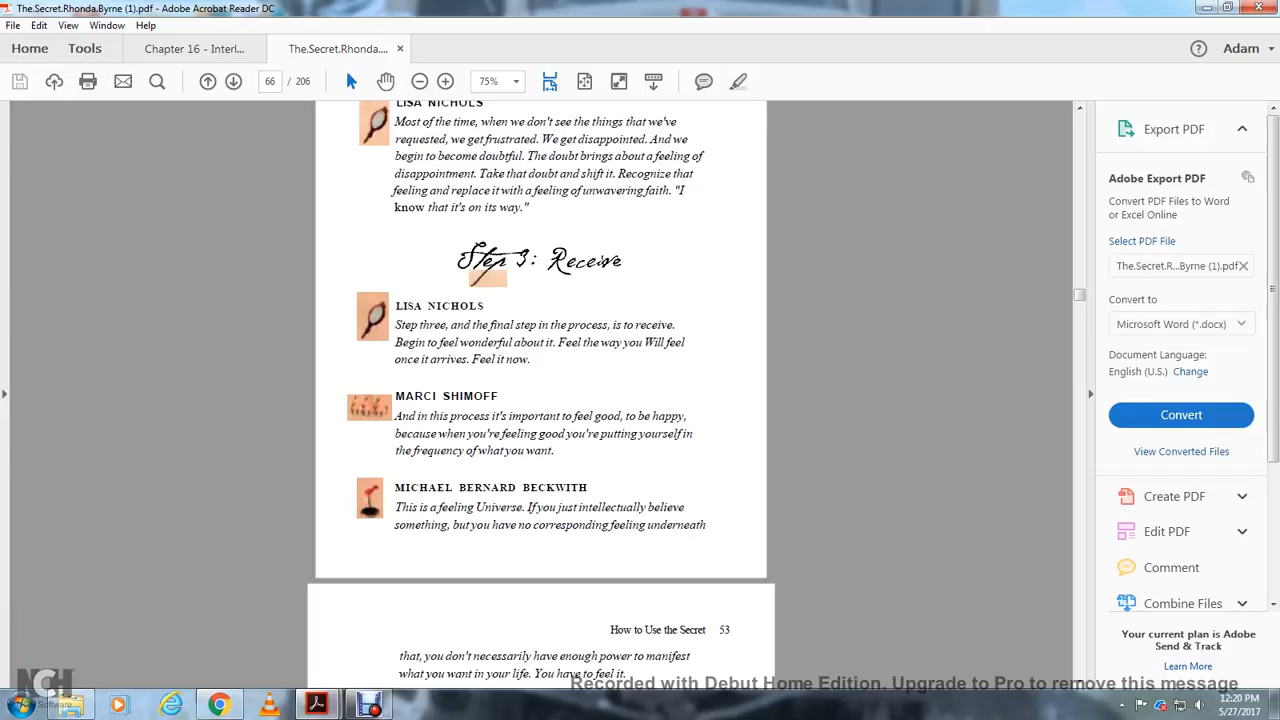 The.Secret.Rhonda.Byrne (1).pdf - Adobe Acrobat Reader DC
File Edit View Window Help
Home Tools Chapter 16 - Interl... The.Secret.Rhonda.... × Adam
66 / 206 75%
LISA NICHOLS
Most of the time, when we don't see the things that we've
requested, we get frustrated. We get disappointed. And we
begin to become doubtful. The doubt brings about a feeling of
disappointment. Take that doubt and shift it. Recognize that
feeling and replace it with a feeling of unwavering faith. "I
know that it's on its way."
Step 3: Receive
LISA NICHOLS
Step three, and the final step in the process, is to receive.
Begin to feel wonderful about it. Feel the way you Will feel
once it arrives. Feel it now.
MARCI SHIMOFF
And in this process it's important to feel good, to be happy,
because when you're feeling good you're putting yourself in
the frequency of what you want.
MICHAEL BERNARD BECKWITH
This is a feeling Universe. If you just intellectually believe
something, but you have no corresponding feeling underneath
How to Use the Secret 53
that, you don't necessarily have enough power to manifest
what you want in your life. You have to feel it.
Export PDF
Adobe Export PDF
Convert PDF Files to Word
or Excel Online
Select PDF File
The.Secret.R...Byrne (1).pdf ×
Convert to
Microsoft Word (*.docx)
Document Language:
English (U.S.) Change
Convert
View Converted Files
Create PDF
Edit PDF
Comment
Combine Files
Your current plan is Adobe
Send & Track
Learn More
NCH
Software
Recorded with Debut Home Edition. Upgrade to Pro to remove this message
12:20 PM
5/27/2017